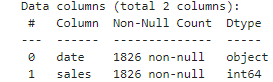 Data columns (total 2 columns):
 #   Column  Non-Null Count  Dtype
---  ------  --------------  -----
 0   date    1826 non-null   object
 1   sales   1826 non-null   int64